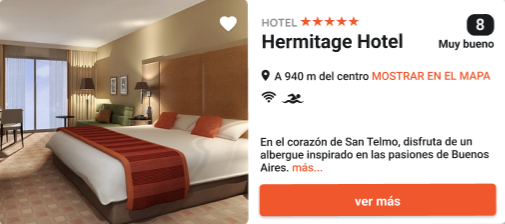 HOTEL
8
Hermitage Hotel
Muy bueno
A 940 m del centro MOSTRAR EN EL MAPA
En el corazón de San Telmo, disfruta de un
albergue inspirado en las pasiones de Buenos
Aires. más...
ver más